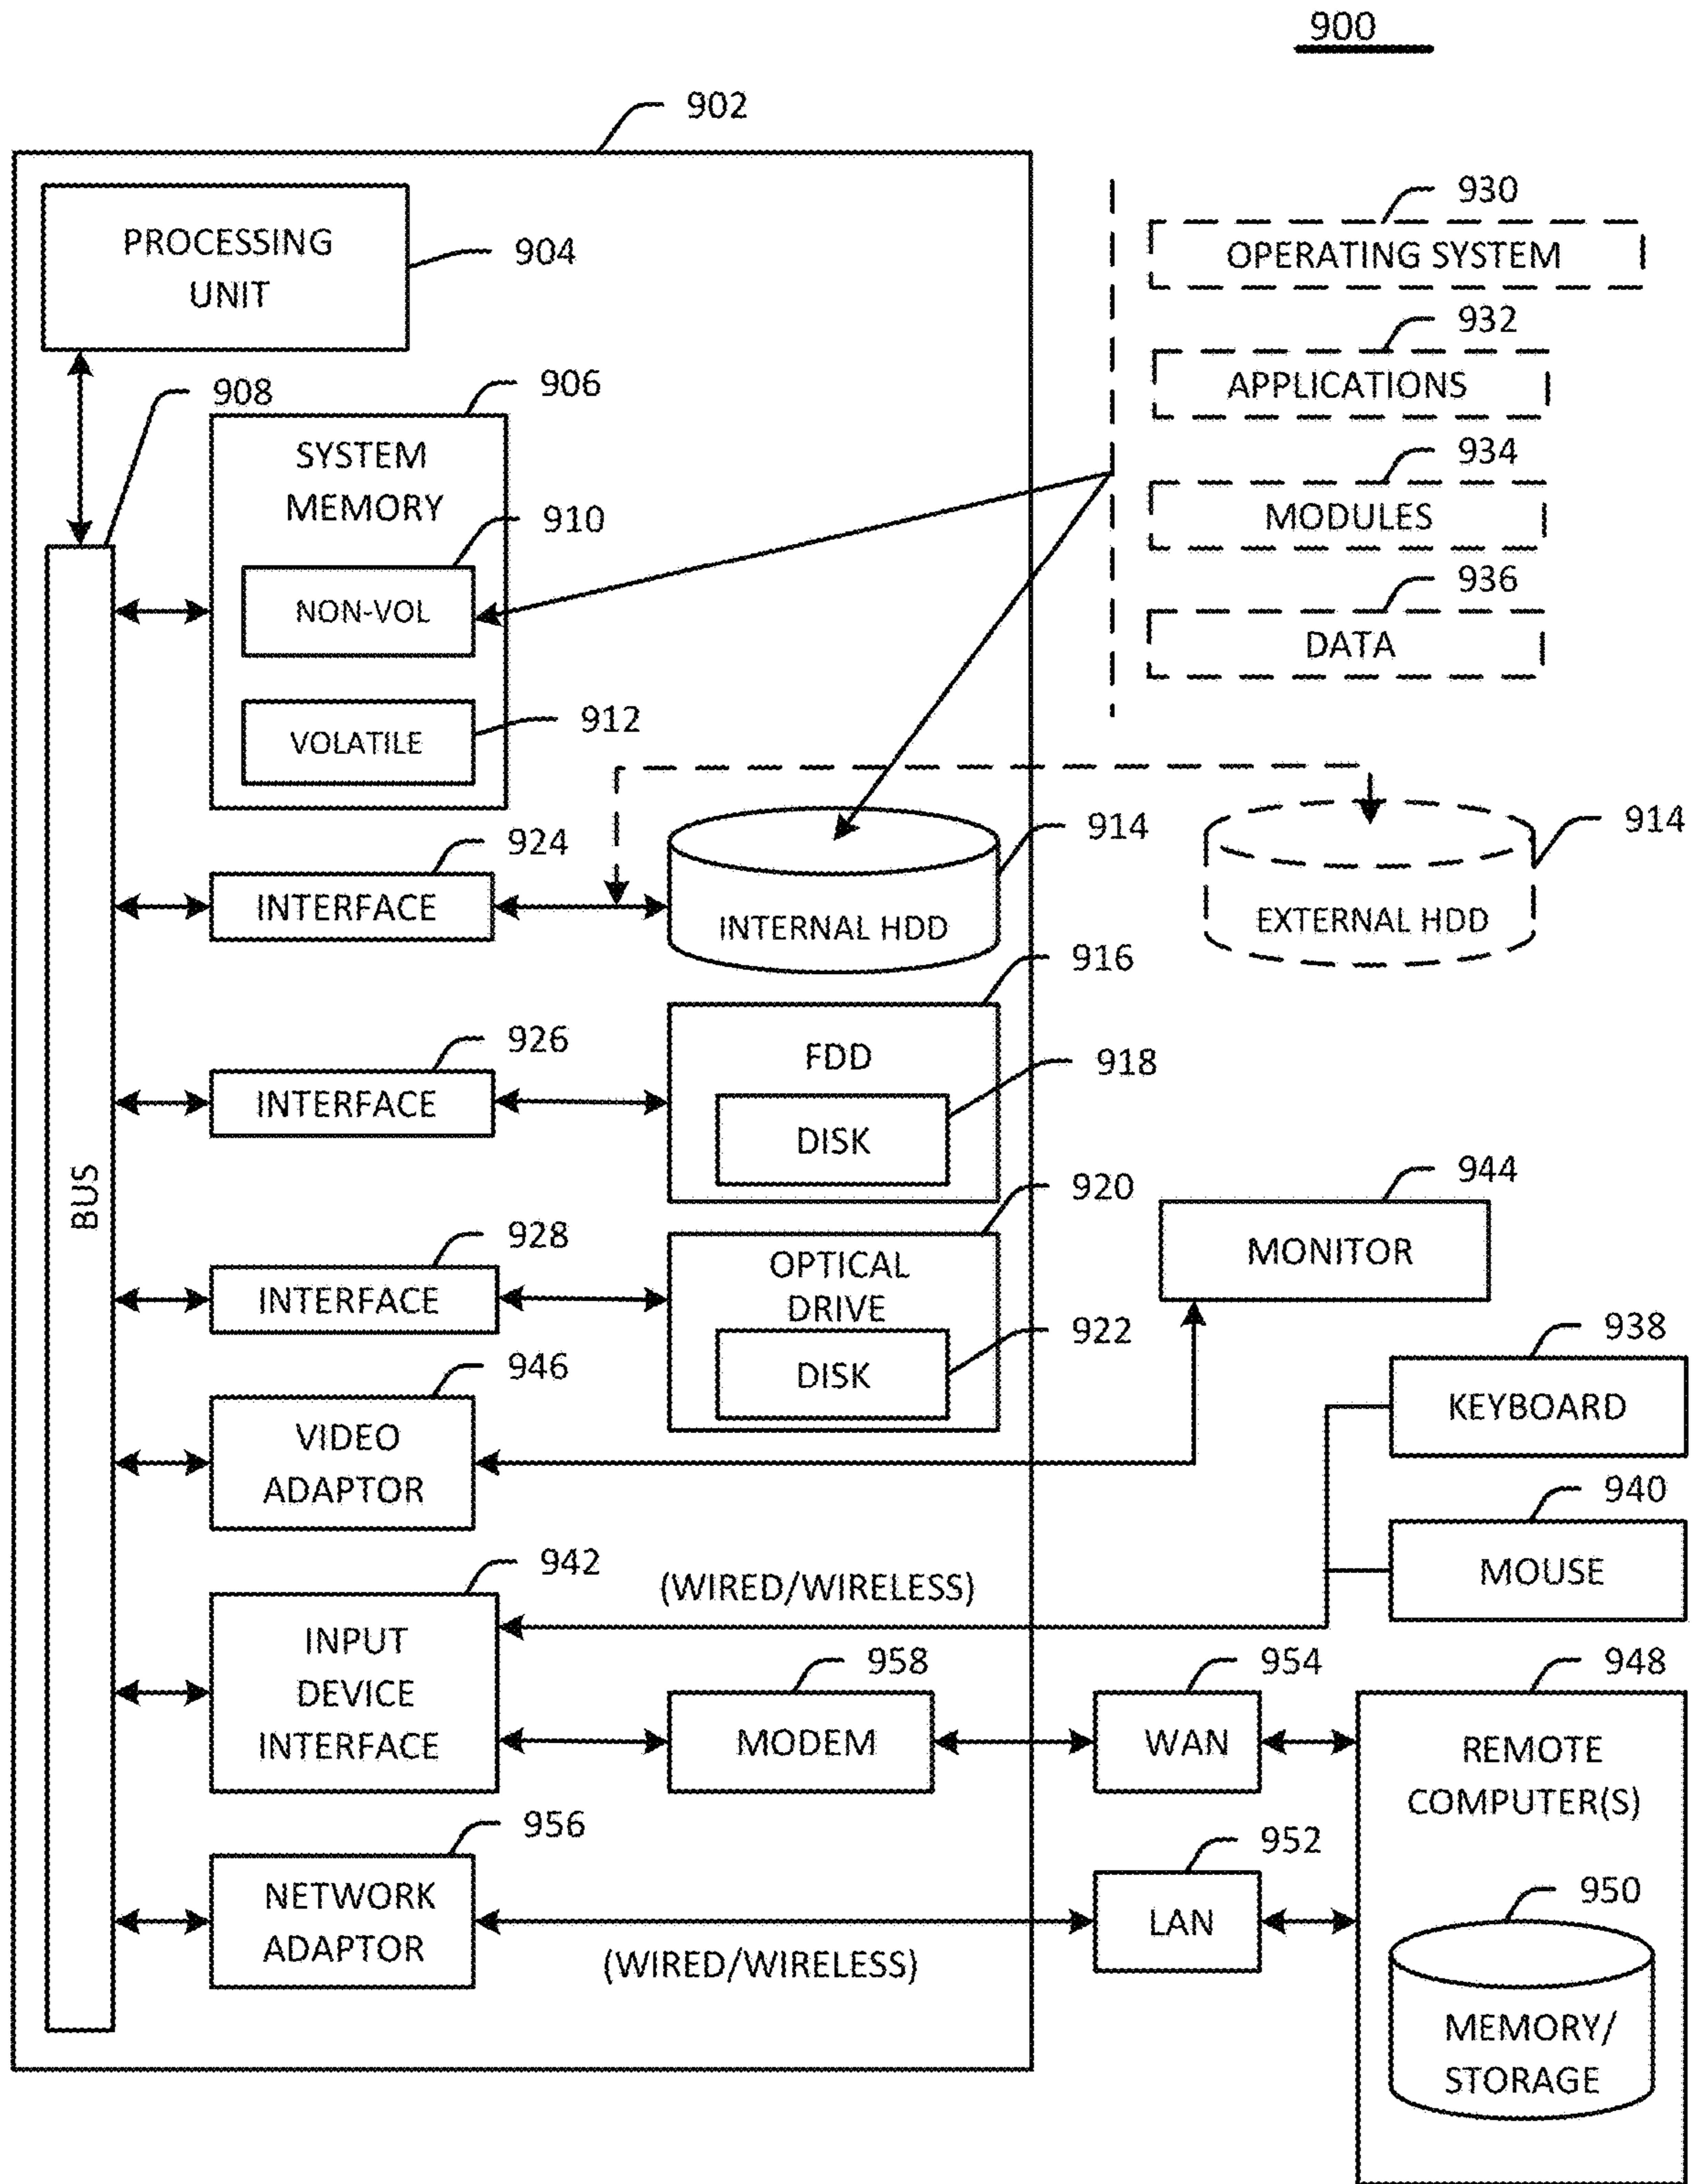 900
902
PROCESSING
UNIT
904
908
906
SYSTEM
MEMORY
910
NON-VOL
912
VOLATILE
930
OPERATING SYSTEM
932
APPLICATIONS
934
MODULES
936
DATA
924
INTERFACE
914
INTERNAL HDD
914
EXTERNAL HDD
916
FDD
918
DISK
926
INTERFACE
BUS
920
OPTICAL
DRIVE
922
DISK
928
INTERFACE
944
MONITOR
946
VIDEO
ADAPTOR
938
KEYBOARD
940
MOUSE
942
INPUT
DEVICE
INTERFACE
(WIRED/WIRELESS)
958
MODEM
954
WAN
948
REMOTE
COMPUTER(S)
956
NETWORK
ADAPTOR
(WIRED/WIRELESS)
952
LAN
950
MEMORY/
STORAGE